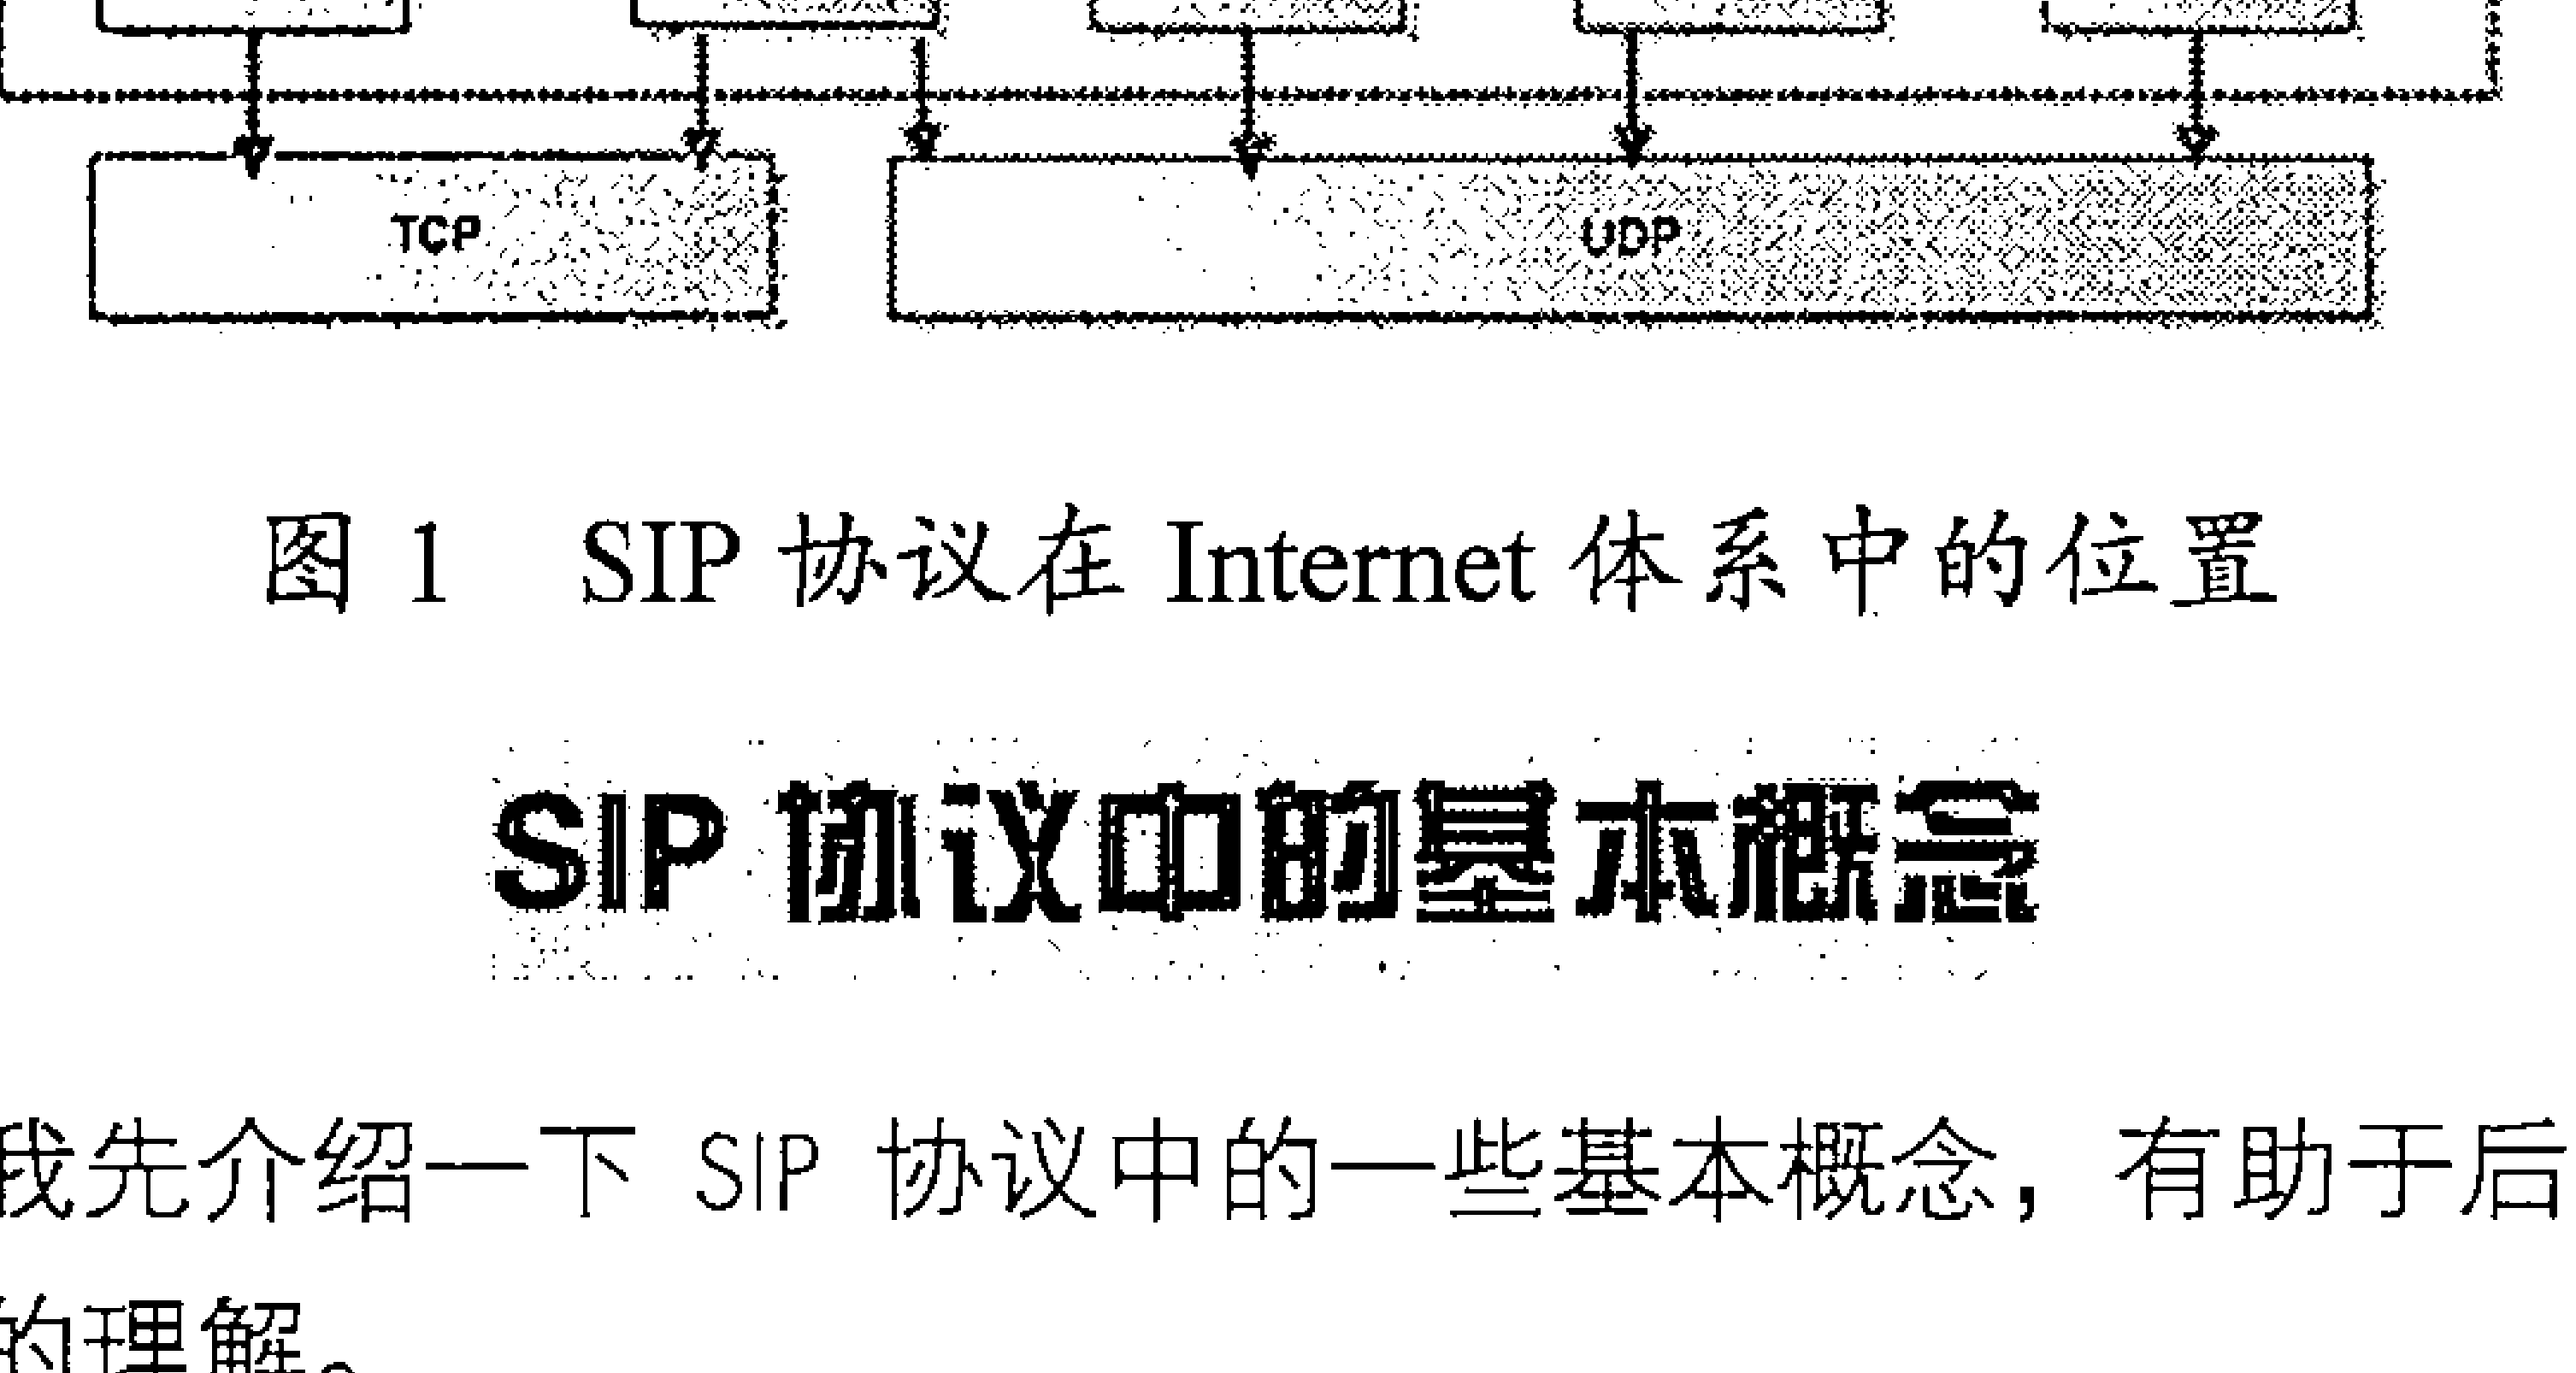 TCP UDP
图 1 SIP 协议在 Internet 体系中的位置
SIP 协议中的基本概念
我先介绍一下 SIP 协议中的一些基本概念，有助于后
的理解。